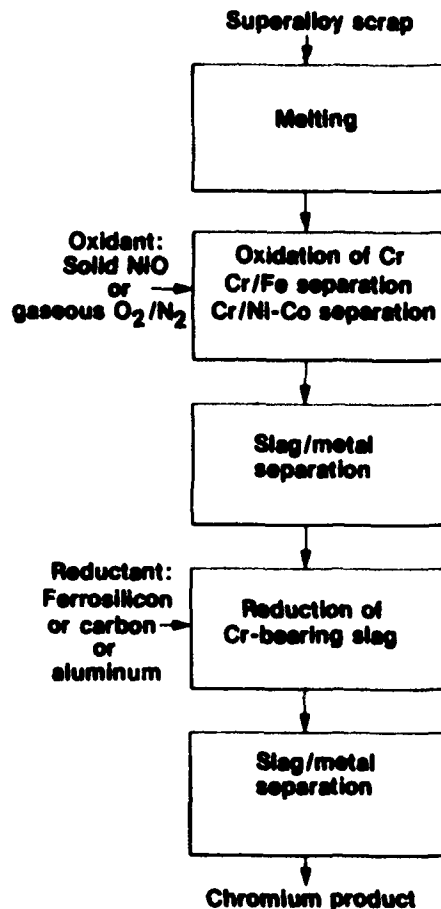 Superalloy scrap
Melting
Oxidant:
Solid NiO
or
gaseous O₂/N₂
Oxidation of Cr
Cr/Fe separation
Cr/Ni-Co separation
Slag/metal
separation
Reductant:
Ferrosilicon
or carbon
or
aluminum
Reduction of
Cr-bearing slag
Slag/metal
separation
Chromium product